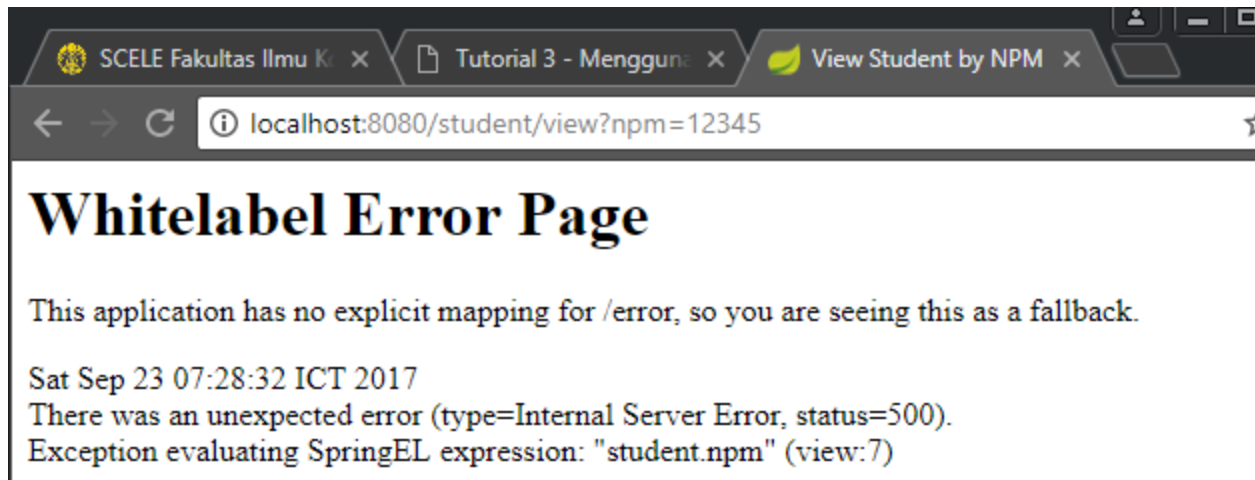 SCELE Fakultas Ilmu Ko
Tutorial 3 - Mengguna
View Student by NPM
localhost:8080/student/view?npm=12345
Whitelabel Error Page
This application has no explicit mapping for /error, so you are seeing this as a fallback.
Sat Sep 23 07:28:32 ICT 2017
There was an unexpected error (type=Internal Server Error, status=500).
Exception evaluating SpringEL expression: "student.npm" (view:7)